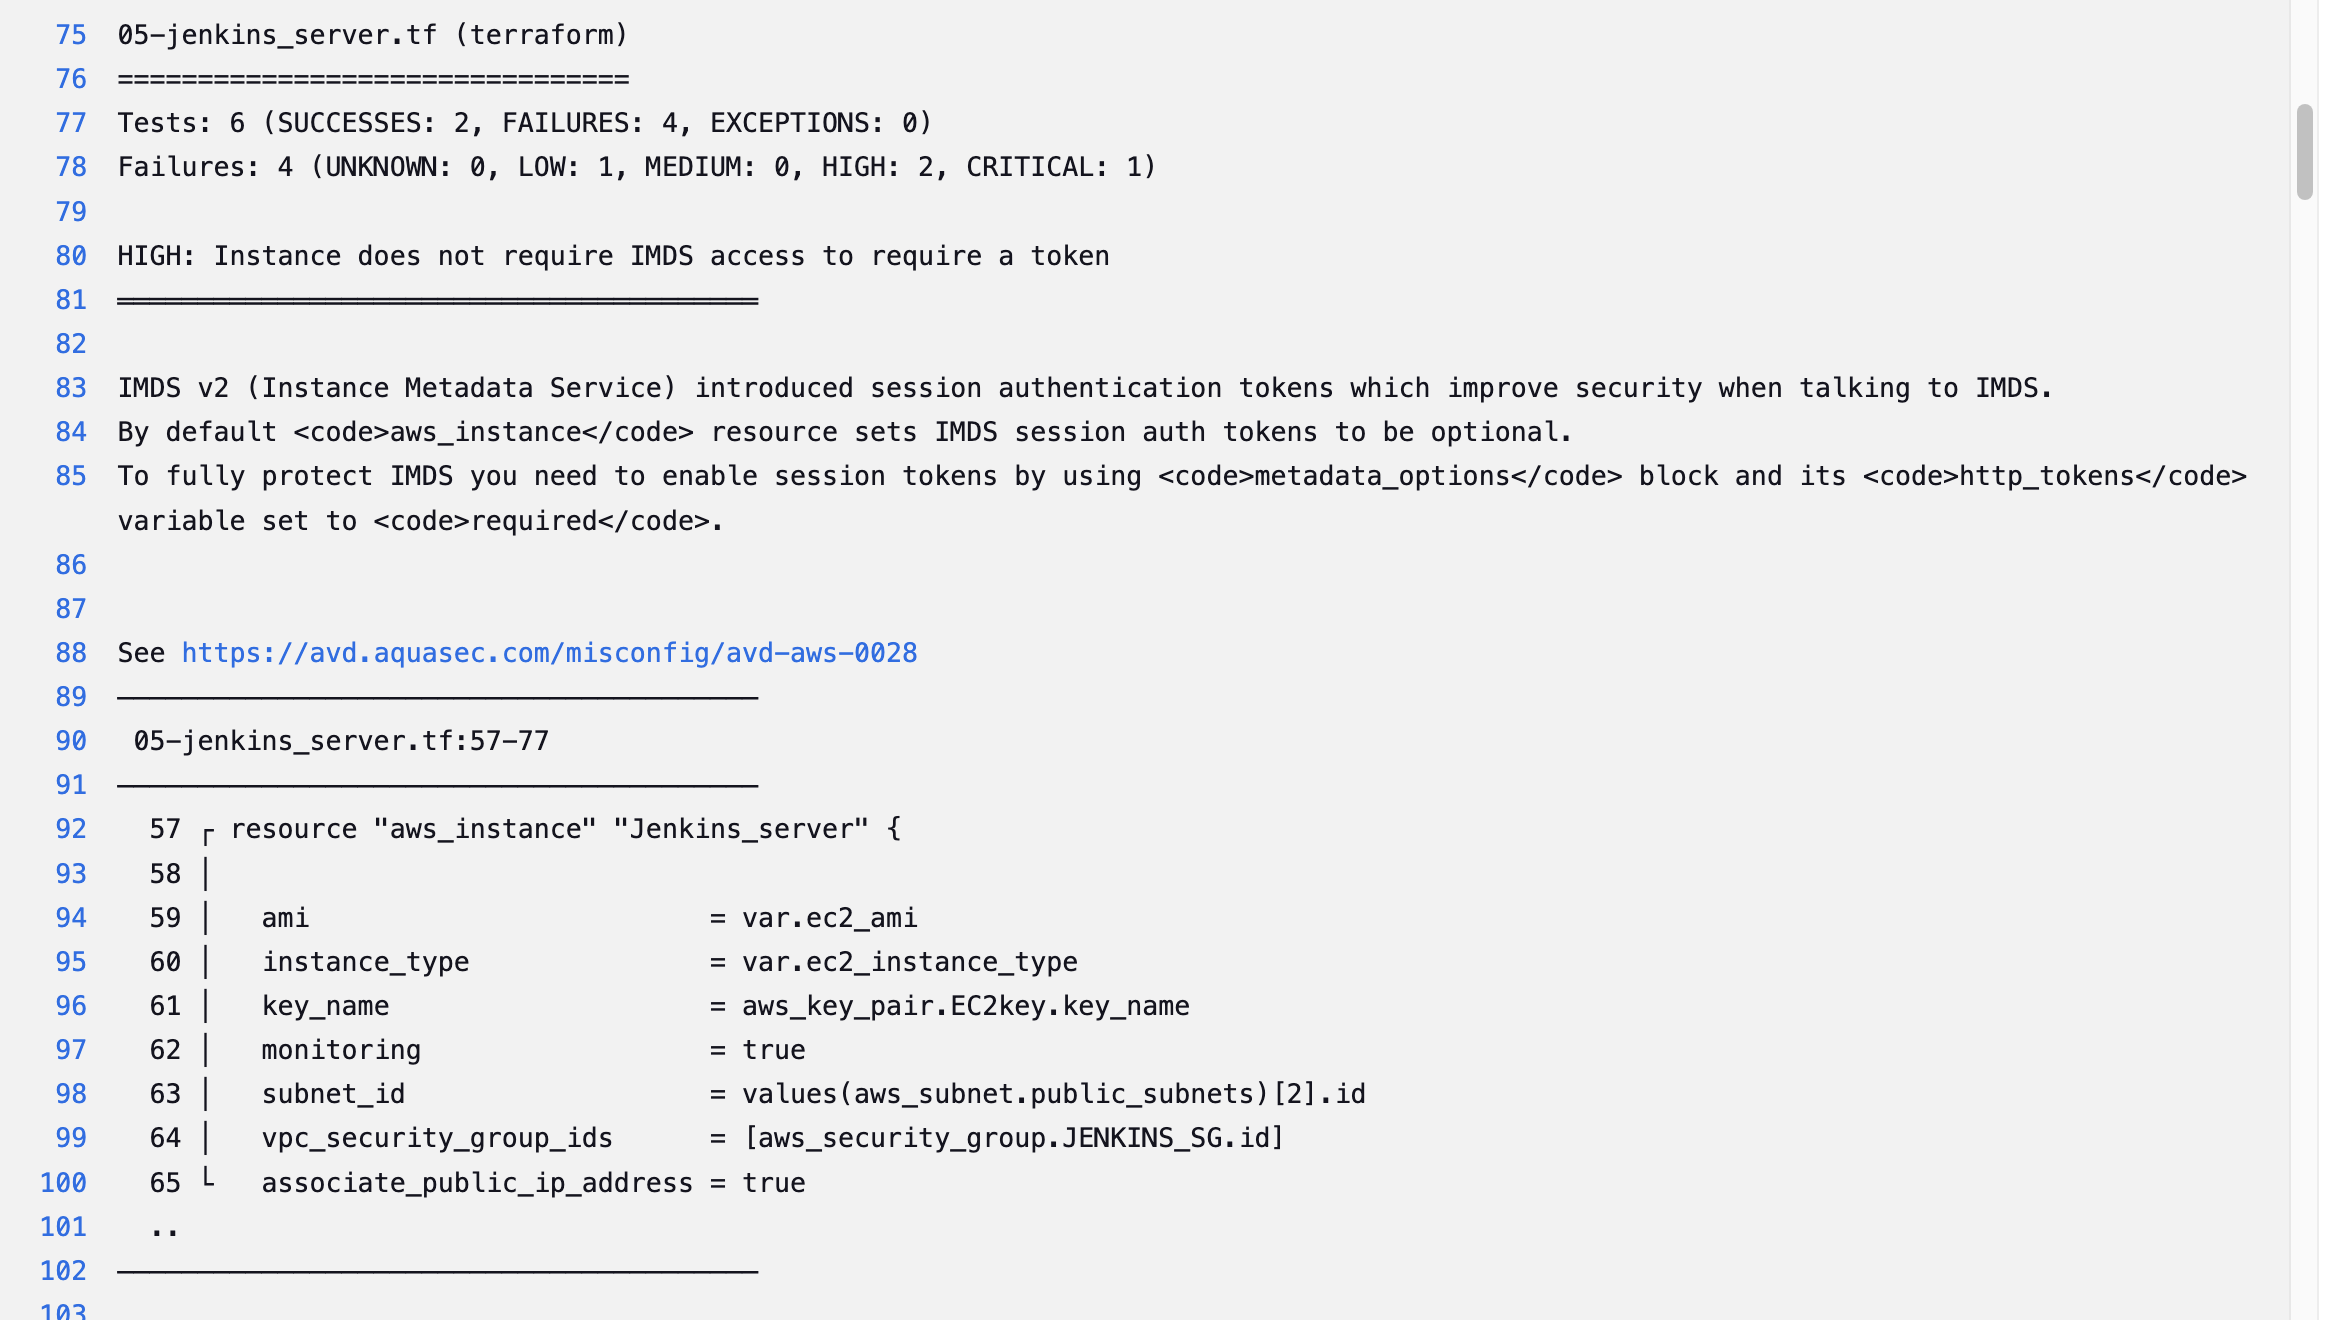 75 05-jenkins_server.tf (terraform)
76 ================================
77 Tests: 6 (SUCCESSES: 2, FAILURES: 4, EXCEPTIONS: 0)
78 Failures: 4 (UNKNOWN: 0, LOW: 1, MEDIUM: 0, HIGH: 2, CRITICAL: 1)
79
80 HIGH: Instance does not require IMDS access to require a token
81 ════════════════════════════════════════
82
83 IMDS v2 (Instance Metadata Service) introduced session authentication tokens which improve security when talking to IMDS.
84 By default <code>aws_instance</code> resource sets IMDS session auth tokens to be optional.
85 To fully protect IMDS you need to enable session tokens by using <code>metadata_options</code> block and its <code>http_tokens</code>
variable set to <code>required</code>.
86
87
88 See https://avd.aquasec.com/misconfig/avd-aws-0028
89 ────────────────────────────────────────
90  05-jenkins_server.tf:57-77
91 ────────────────────────────────────────
92   57 ┌ resource "aws_instance" "Jenkins_server" {
93   58 │
94   59 │   ami                         = var.ec2_ami
95   60 │   instance_type               = var.ec2_instance_type
96   61 │   key_name                    = aws_key_pair.EC2key.key_name
97   62 │   monitoring                  = true
98   63 │   subnet_id                   = values(aws_subnet.public_subnets)[2].id
99   64 │   vpc_security_group_ids      = [aws_security_group.JENKINS_SG.id]
100   65 └   associate_public_ip_address = true
101   ..
102 ────────────────────────────────────────
103